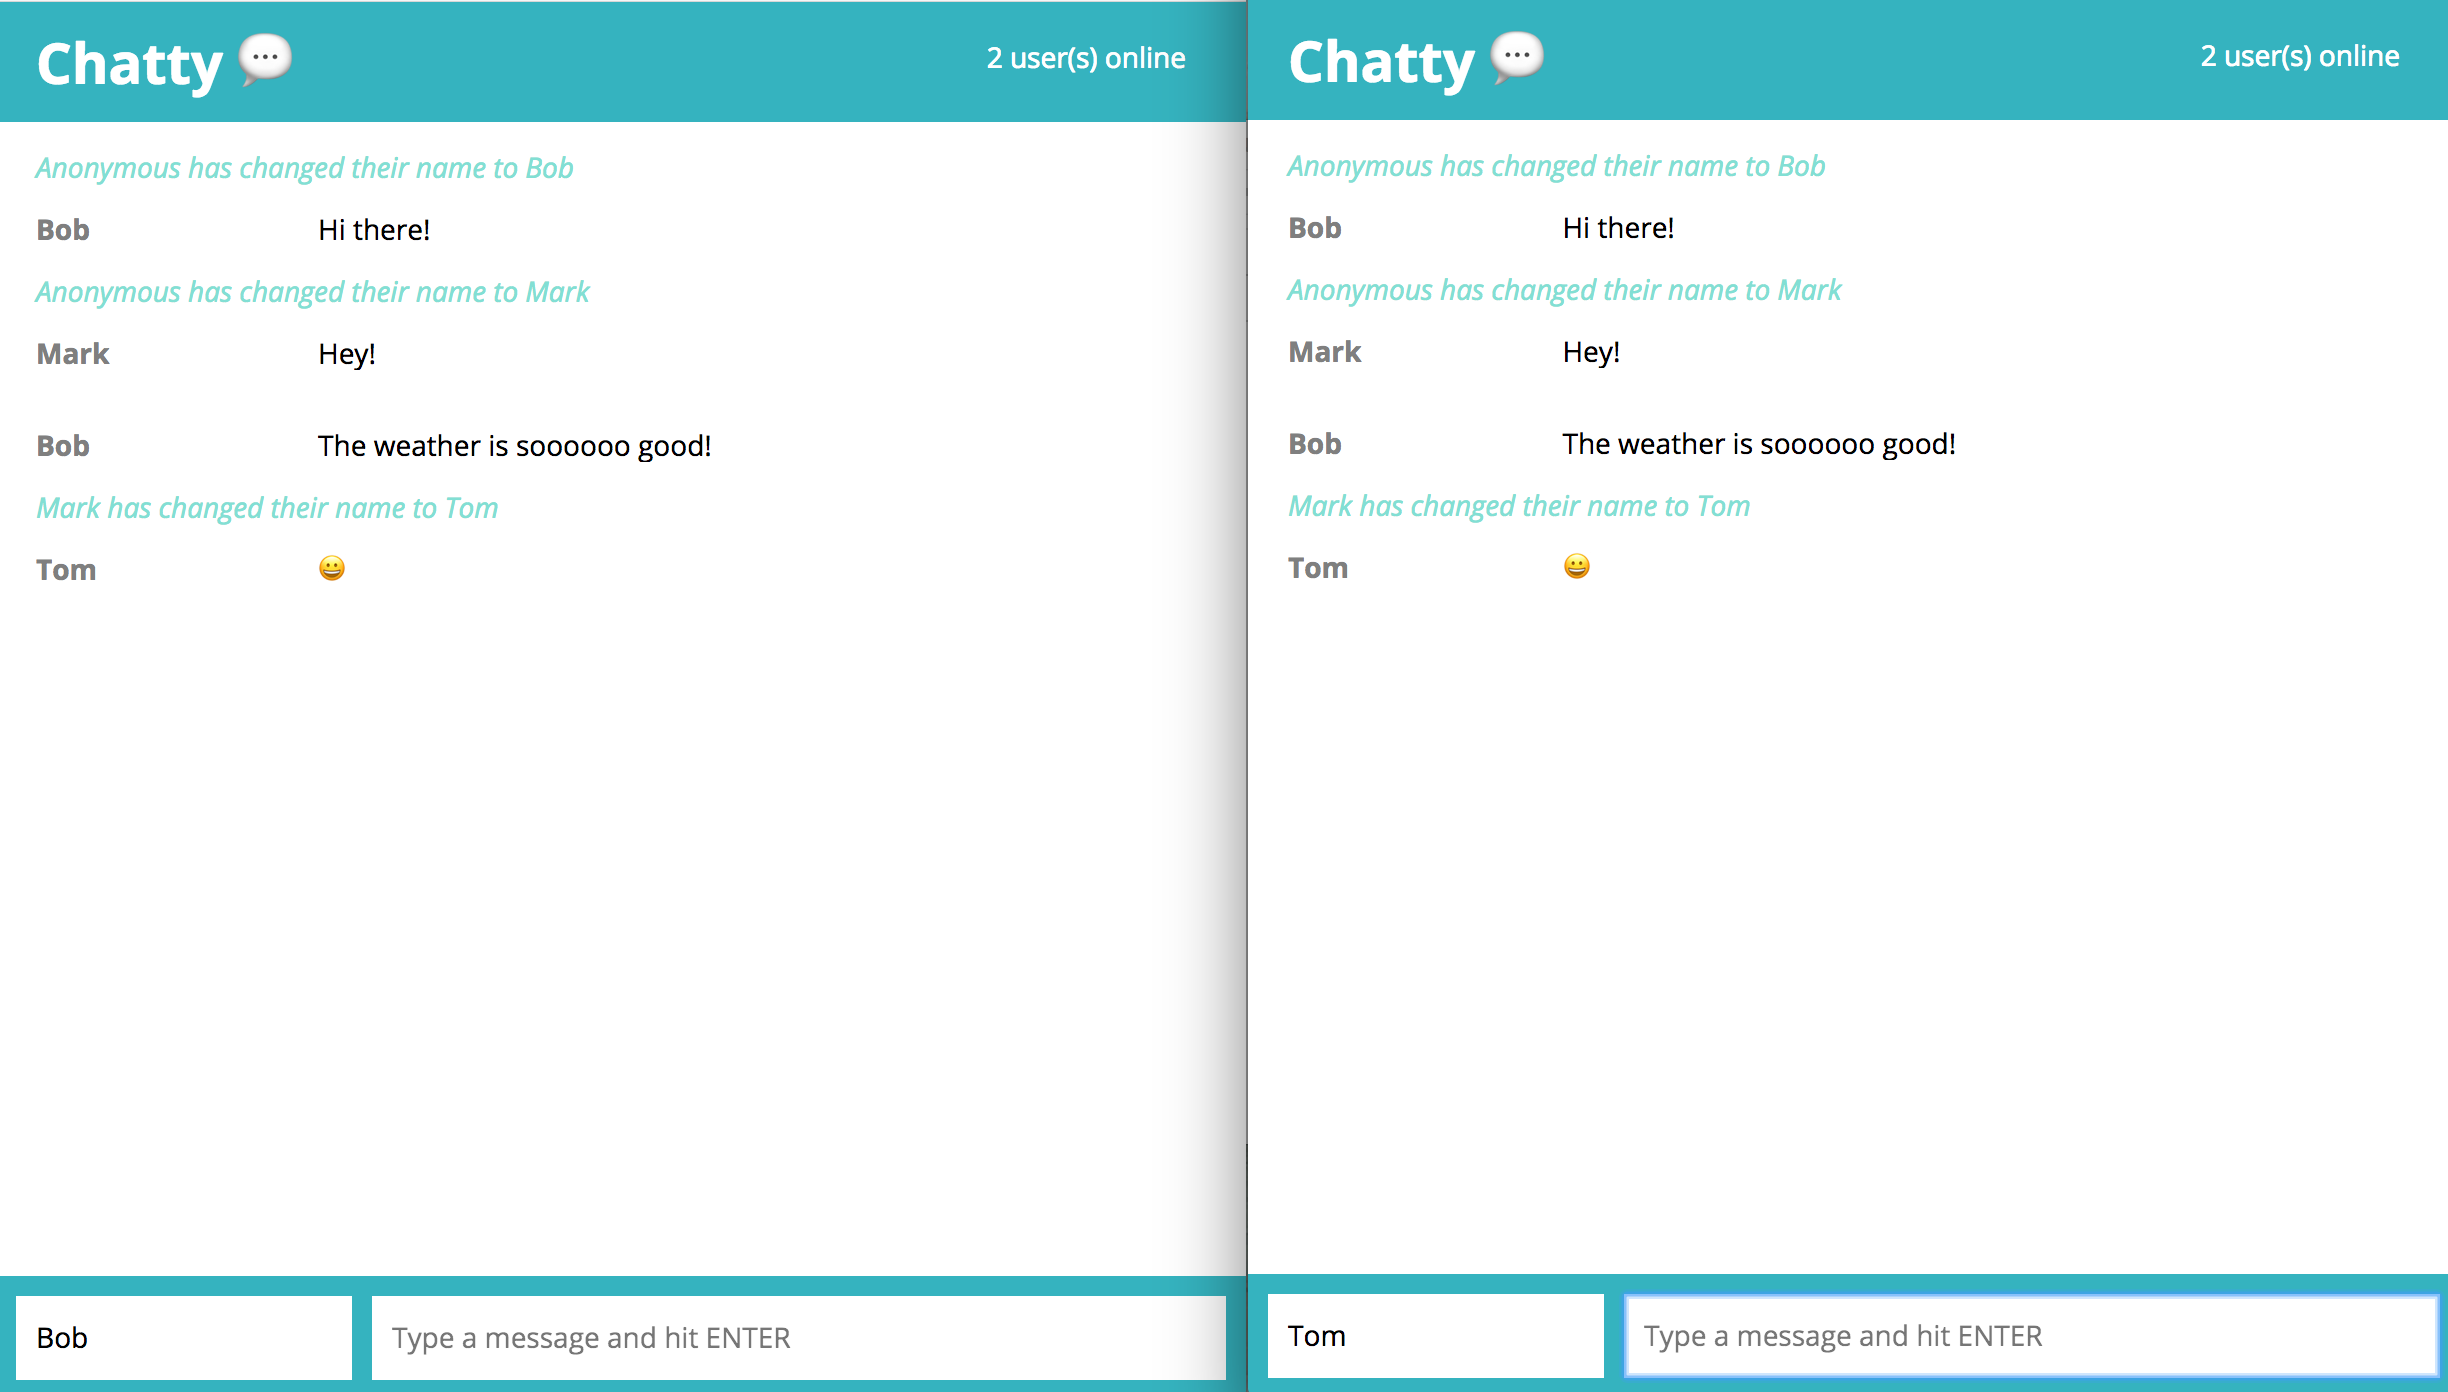 Chatty 💬 2 user(s) online
Anonymous has changed their name to Bob
Bob Hi there!
Anonymous has changed their name to Mark
Mark Hey!
Bob The weather is soooooo good!
Mark has changed their name to Tom
Tom 😀
Bob Type a message and hit ENTER
Chatty 💬 2 user(s) online
Anonymous has changed their name to Bob
Bob Hi there!
Anonymous has changed their name to Mark
Mark Hey!
Bob The weather is soooooo good!
Mark has changed their name to Tom
Tom 😀
Tom Type a message and hit ENTER